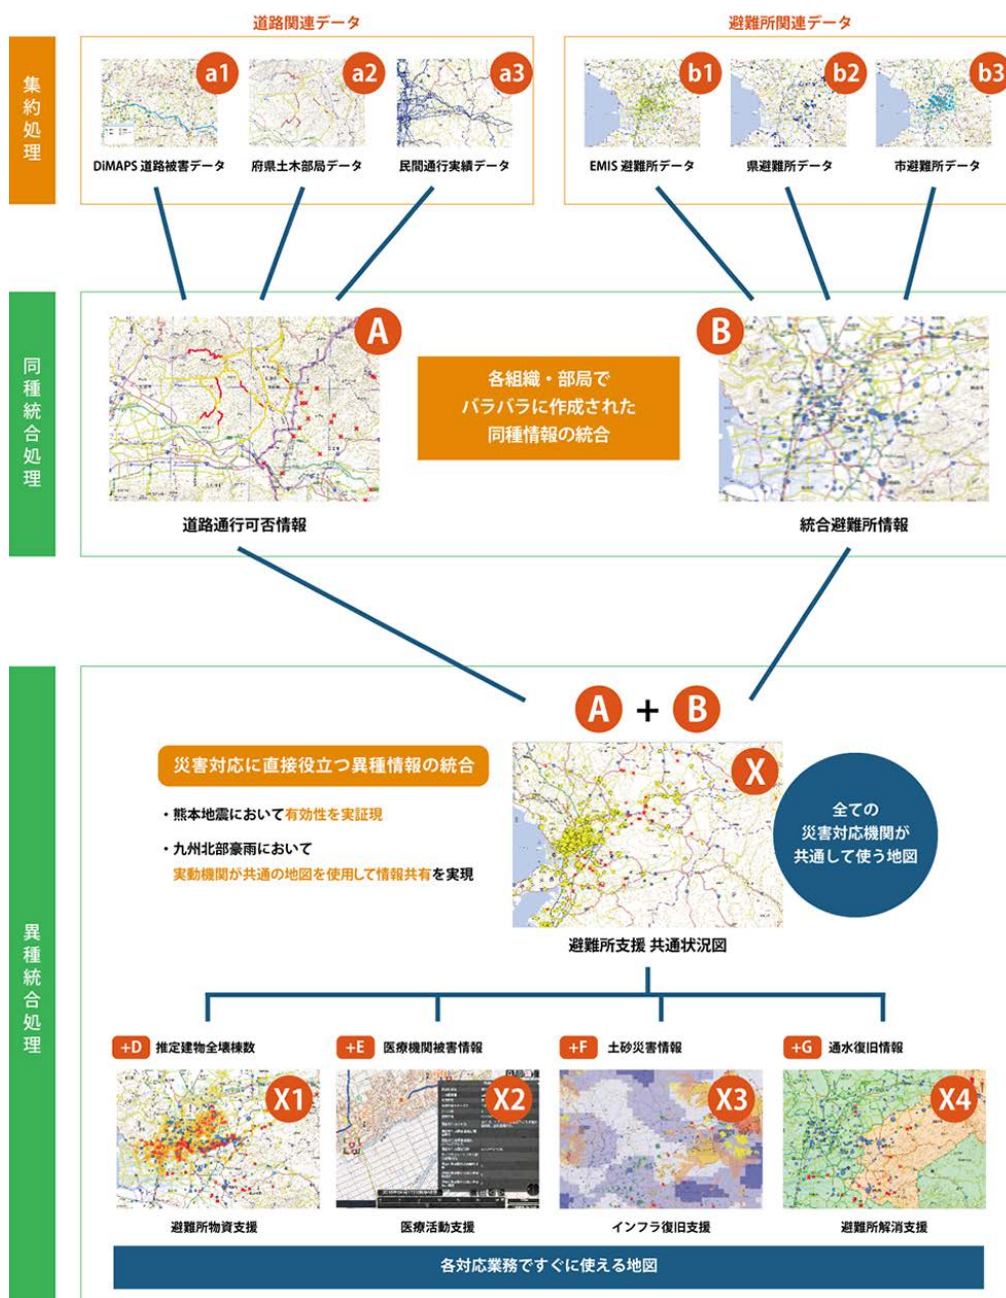 道路関連データ
避難所関連データ
集約処理
a1
a2
a3
b1
b2
b3
DiMAPS 道路被害データ
府県土木部局データ
民間通行実績データ
EMIS 避難所データ
県避難所データ
市避難所データ
同種統合処理
A
B
各組織・部局で
バラバラに作成された
同種情報の統合
道路通行可否情報
統合避難所情報
異種統合処理
A + B
災害対応に直接役立つ異種情報の統合
・熊本地震において有効性を実証現
・九州北部豪雨において
実動機関が共通の地図を使用して情報共有を実現
X
全ての
災害対応機関が
共通して使う地図
避難所支援 共通状況図
+D 推定建物全壊棟数
+E 医療機関被害情報
+F 土砂災害情報
+G 通水復旧情報
X1
X2
X3
X4
避難所物資支援
医療活動支援
インフラ復旧支援
避難所解消支援
各対応業務ですぐに使える地図